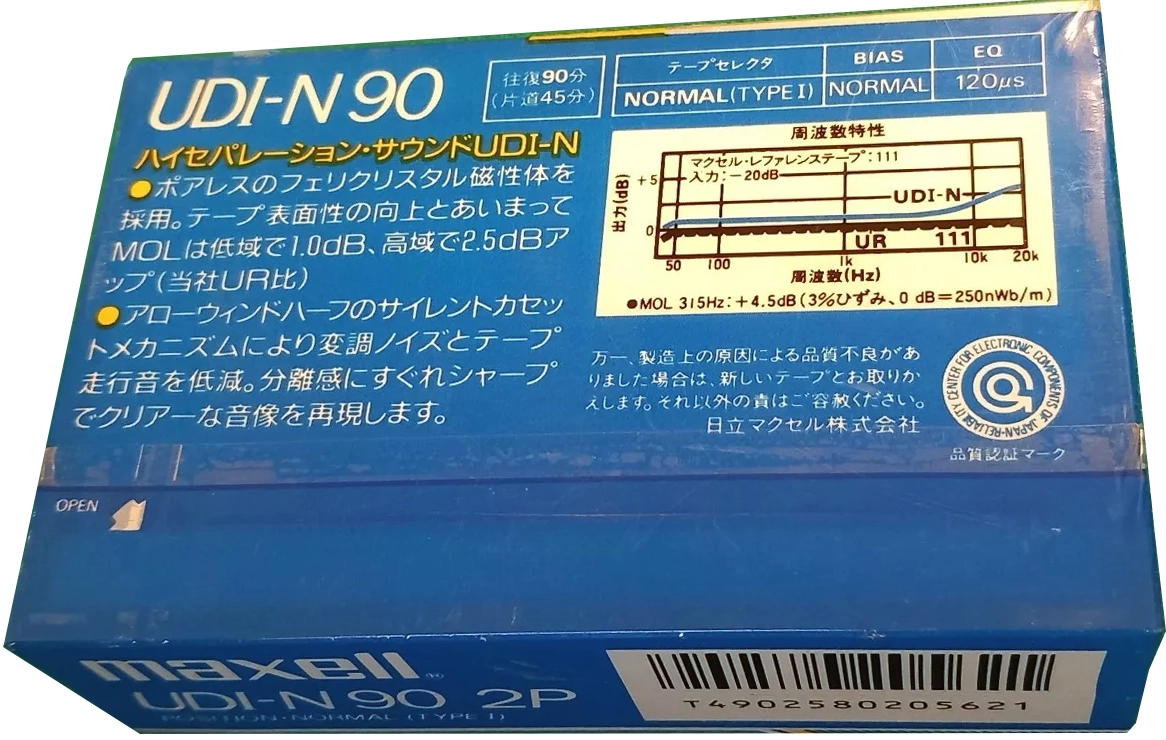 UDI-N 90
往復90分
(片道45分)
テープセレクタ BIAS EQ
NORMAL(TYPE I) NORMAL 120μs
ハイセパレーション・サウンドUDI-N
●ポアレスのフェリクリスタル磁性体を
採用。テープ表面性の向上とあいまって
MOLは低域で1.0dB、高域で2.5dBア
ップ(当社UR比)
●アローウィンドハーフのサイレントカセッ
トメカニズムにより変調ノイズとテープ
走行音を低減。分離感にすぐれシャープ
でクリアーな音像を再現します。
周波数特性
マクセル・レファレンステープ:111
入力:-20dB
出力(dB)
+5
0
UDI-N
UR 111
50 100 1k 10k 20k
周波数(Hz)
●MOL 315Hz:+4.5dB(3%ひずみ、0 dB=250nWb/m)
万一、製造上の原因による品質不良があ
りました場合は、新しいテープとお取りか
えします。それ以外の責はご容赦ください。
日立マクセル株式会社
RELIABILITY CENTER FOR ELECTRONIC COMPONENTS OF JAPAN-
品質認証マーク
OPEN
maxell®
UDI-N 90 2P
POSITION・NORMAL (TYPE I)
T4902580205621